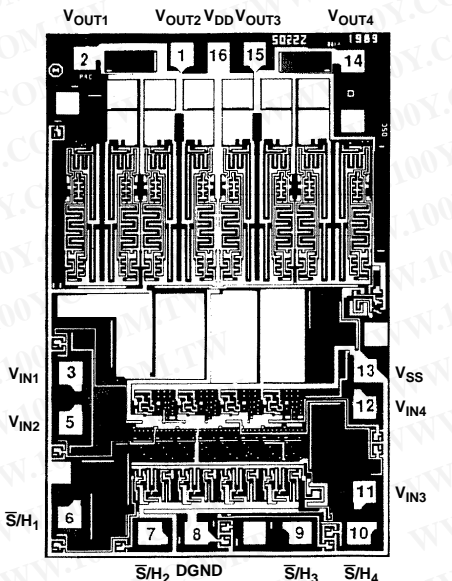 VOUT1 VOUT2 VDD VOUT3 VOUT4
5022Z 1989
2 1 16 15 14
VIN1 3 13 VSS
VIN2 5 12 VIN4
11 VIN3
S̅/H1 6
7 8 9 10
S̅/H2 DGND S̅/H3 S̅/H4